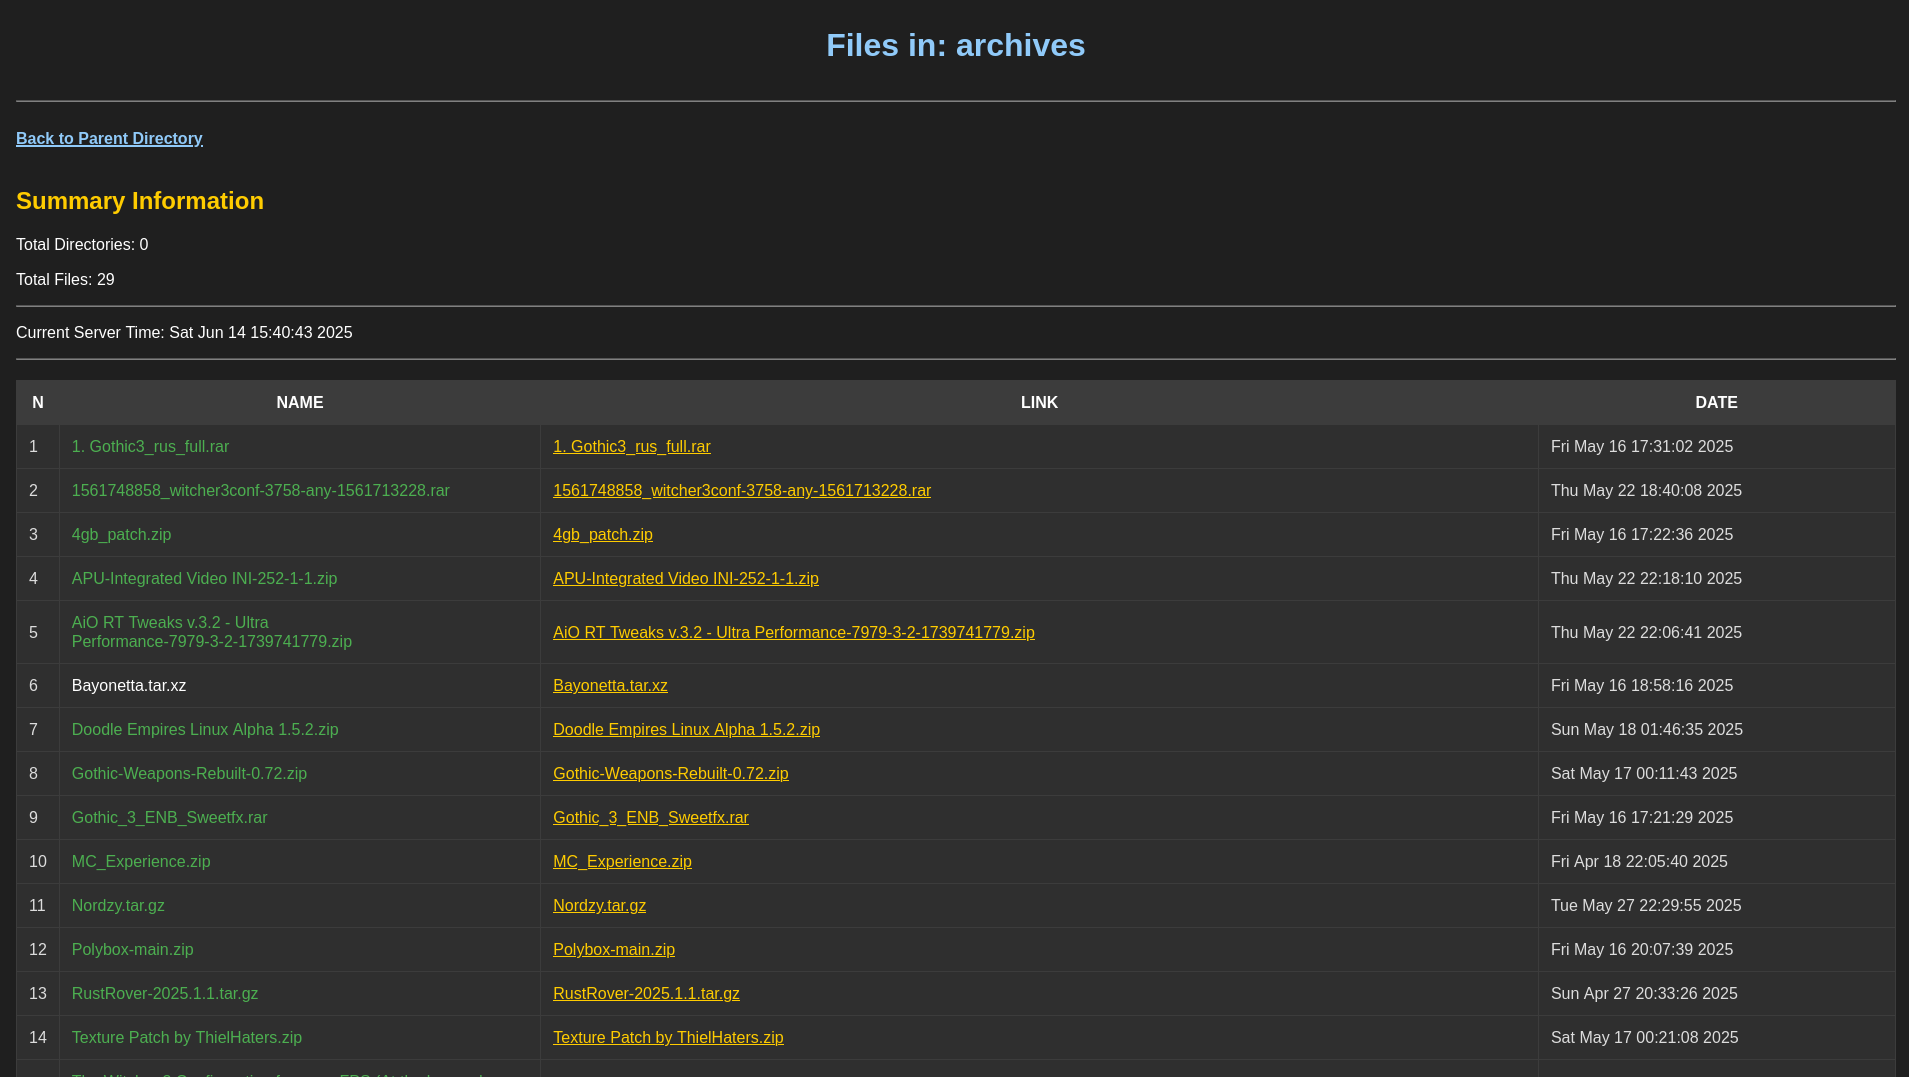 Files in: archives
Back to Parent Directory
Summary Information
Total Directories: 0
Total Files: 29
Current Server Time: Sat Jun 14 15:40:43 2025
N NAME LINK DATE
1 1. Gothic3_rus_full.rar 1. Gothic3_rus_full.rar Fri May 16 17:31:02 2025
2 1561748858_witcher3conf-3758-any-1561713228.rar 1561748858_witcher3conf-3758-any-1561713228.rar Thu May 22 18:40:08 2025
3 4gb_patch.zip 4gb_patch.zip Fri May 16 17:22:36 2025
4 APU-Integrated Video INI-252-1-1.zip APU-Integrated Video INI-252-1-1.zip Thu May 22 22:18:10 2025
5 AiO RT Tweaks v.3.2 - Ultra
Performance-7979-3-2-1739741779.zip AiO RT Tweaks v.3.2 - Ultra Performance-7979-3-2-1739741779.zip Thu May 22 22:06:41 2025
6 Bayonetta.tar.xz Bayonetta.tar.xz Fri May 16 18:58:16 2025
7 Doodle Empires Linux Alpha 1.5.2.zip Doodle Empires Linux Alpha 1.5.2.zip Sun May 18 01:46:35 2025
8 Gothic-Weapons-Rebuilt-0.72.zip Gothic-Weapons-Rebuilt-0.72.zip Sat May 17 00:11:43 2025
9 Gothic_3_ENB_Sweetfx.rar Gothic_3_ENB_Sweetfx.rar Fri May 16 17:21:29 2025
10 MC_Experience.zip MC_Experience.zip Fri Apr 18 22:05:40 2025
11 Nordzy.tar.gz Nordzy.tar.gz Tue May 27 22:29:55 2025
12 Polybox-main.zip Polybox-main.zip Fri May 16 20:07:39 2025
13 RustRover-2025.1.1.tar.gz RustRover-2025.1.1.tar.gz Sun Apr 27 20:33:26 2025
14 Texture Patch by ThielHaters.zip Texture Patch by ThielHaters.zip Sat May 17 00:21:08 2025